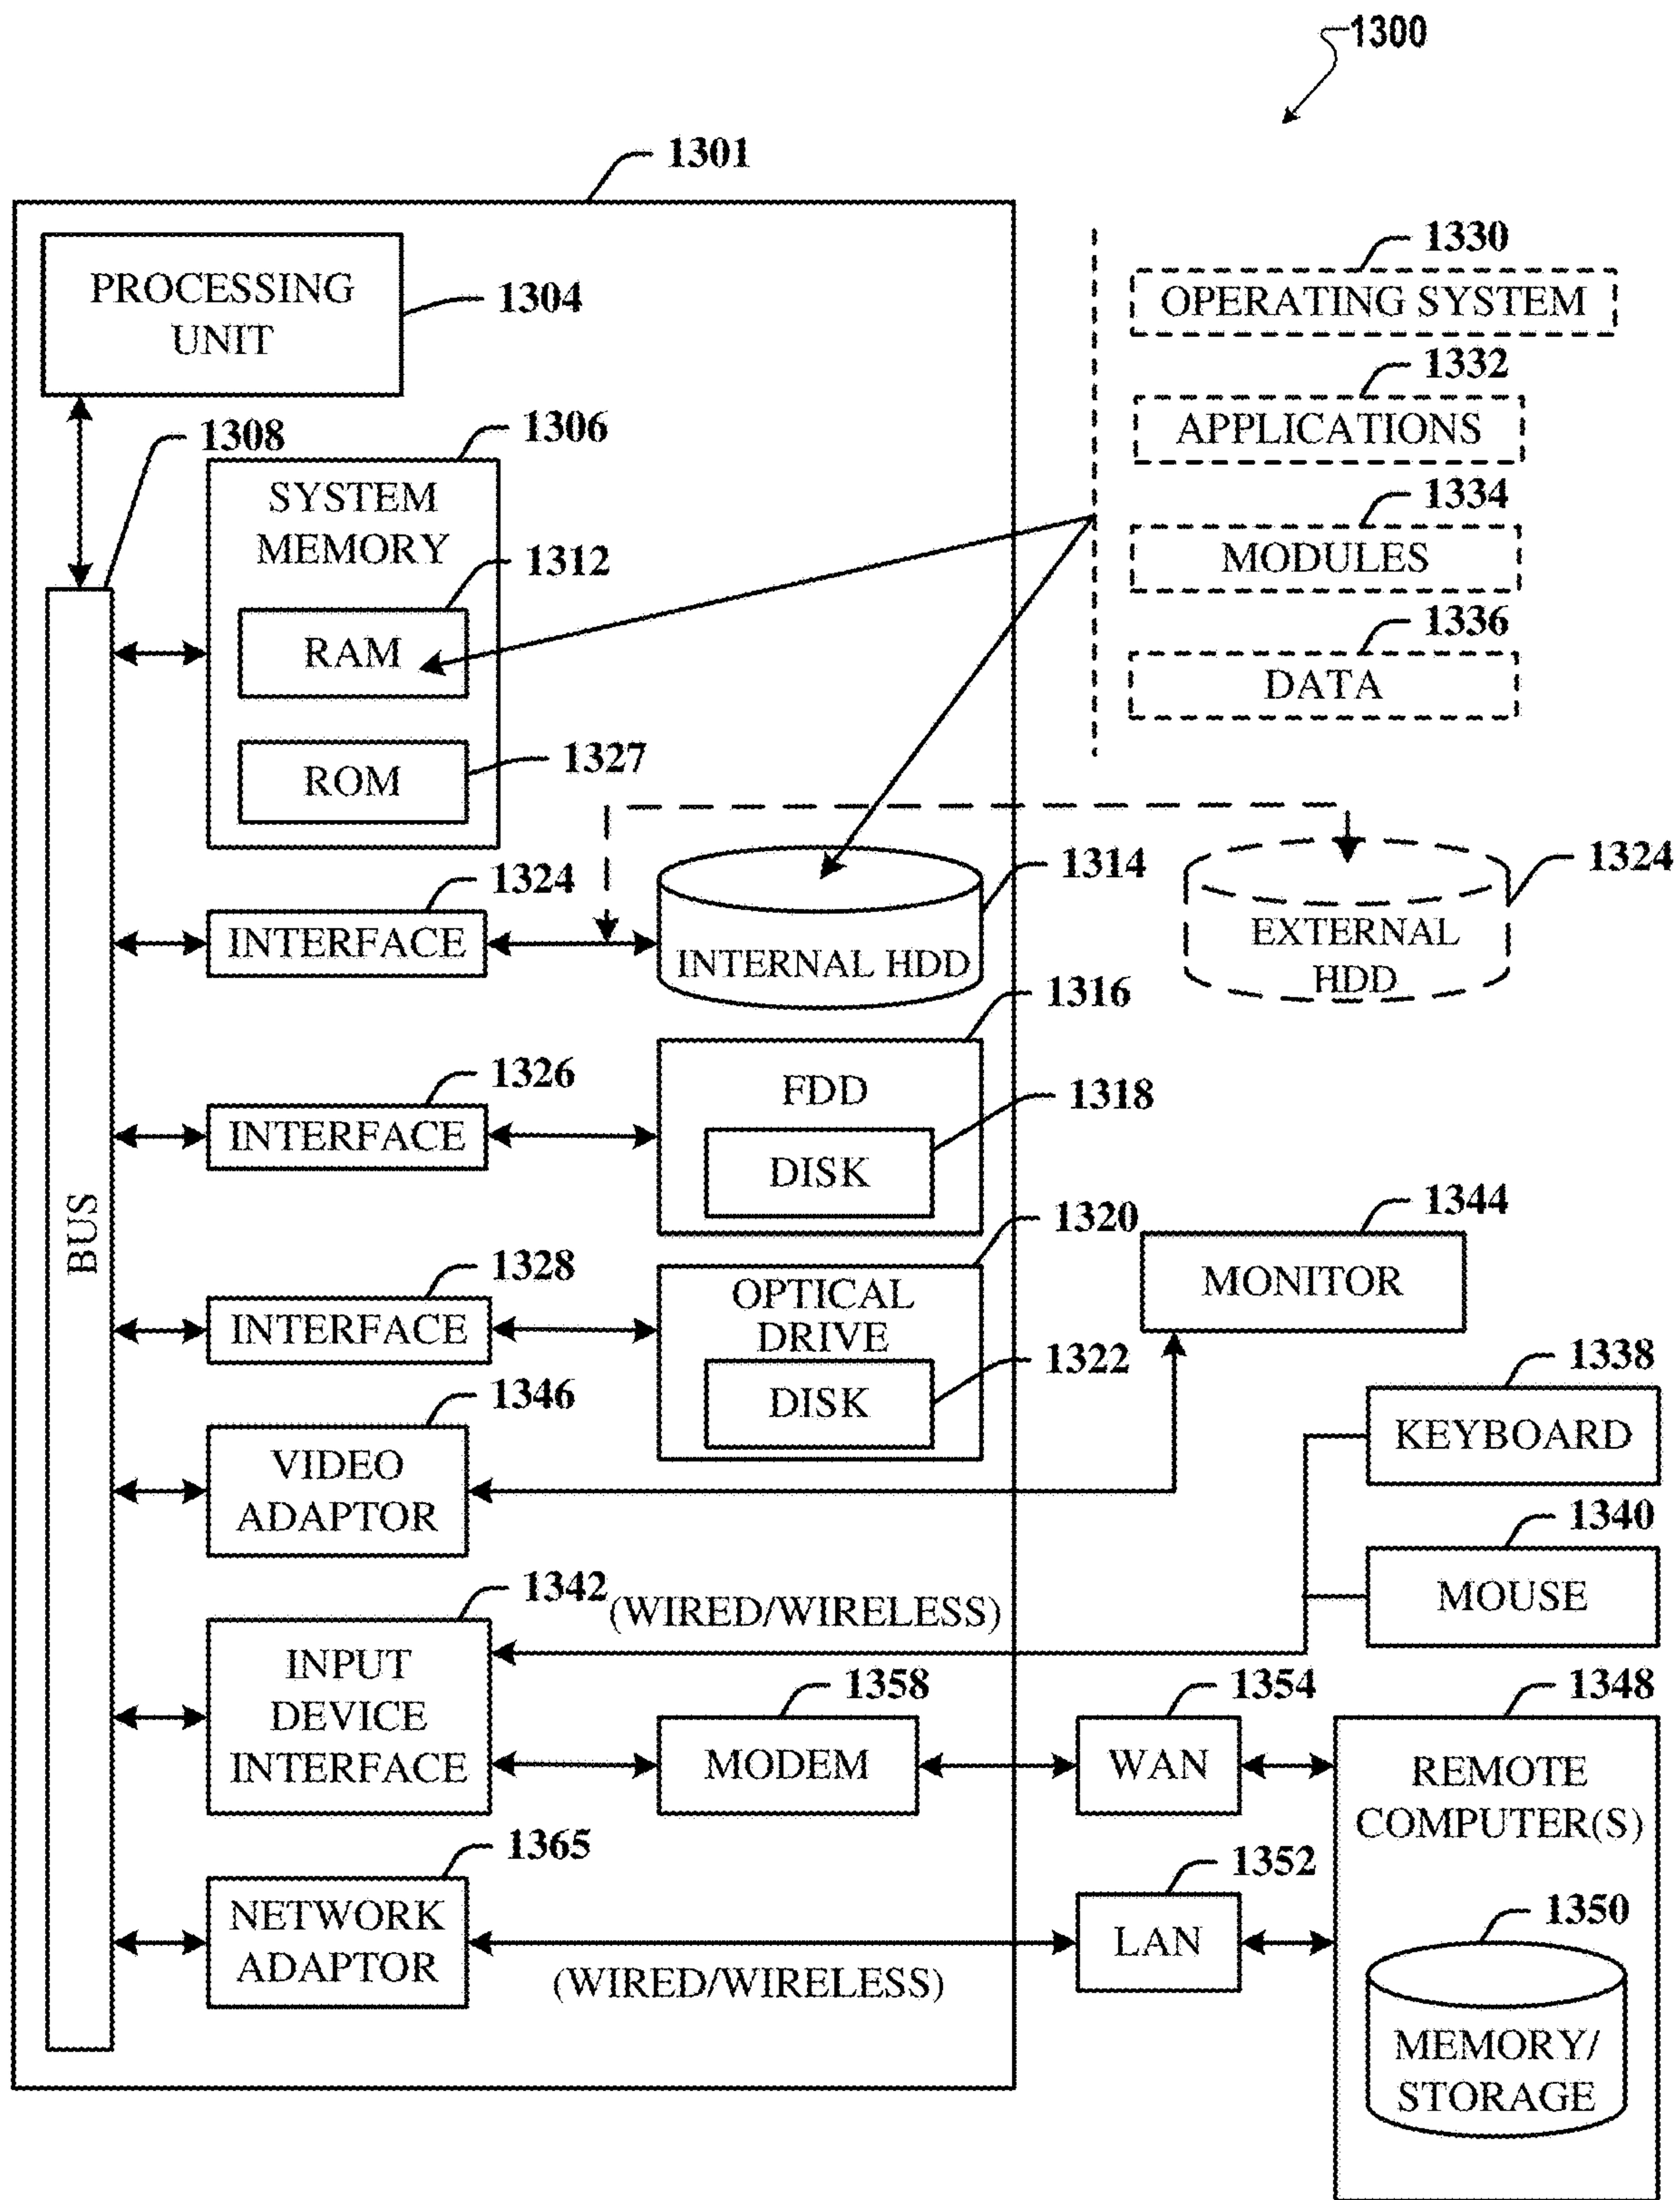 1300
1301
PROCESSING
UNIT
1304
1330
OPERATING SYSTEM
1332
APPLICATIONS
1334
MODULES
1336
DATA
1308
1306
SYSTEM
MEMORY
1312
RAM
1327
ROM
1324
INTERFACE
1314
INTERNAL HDD
1324
EXTERNAL
HDD
1326
INTERFACE
1316
FDD
1318
DISK
BUS
1328
INTERFACE
1320
OPTICAL
DRIVE
1322
DISK
1344
MONITOR
1346
VIDEO
ADAPTOR
1338
KEYBOARD
1340
MOUSE
1342
(WIRED/WIRELESS)
INPUT
DEVICE
INTERFACE
1358
MODEM
1354
WAN
1348
REMOTE
COMPUTER(S)
1365
NETWORK
ADAPTOR
(WIRED/WIRELESS)
1352
LAN
1350
MEMORY/
STORAGE